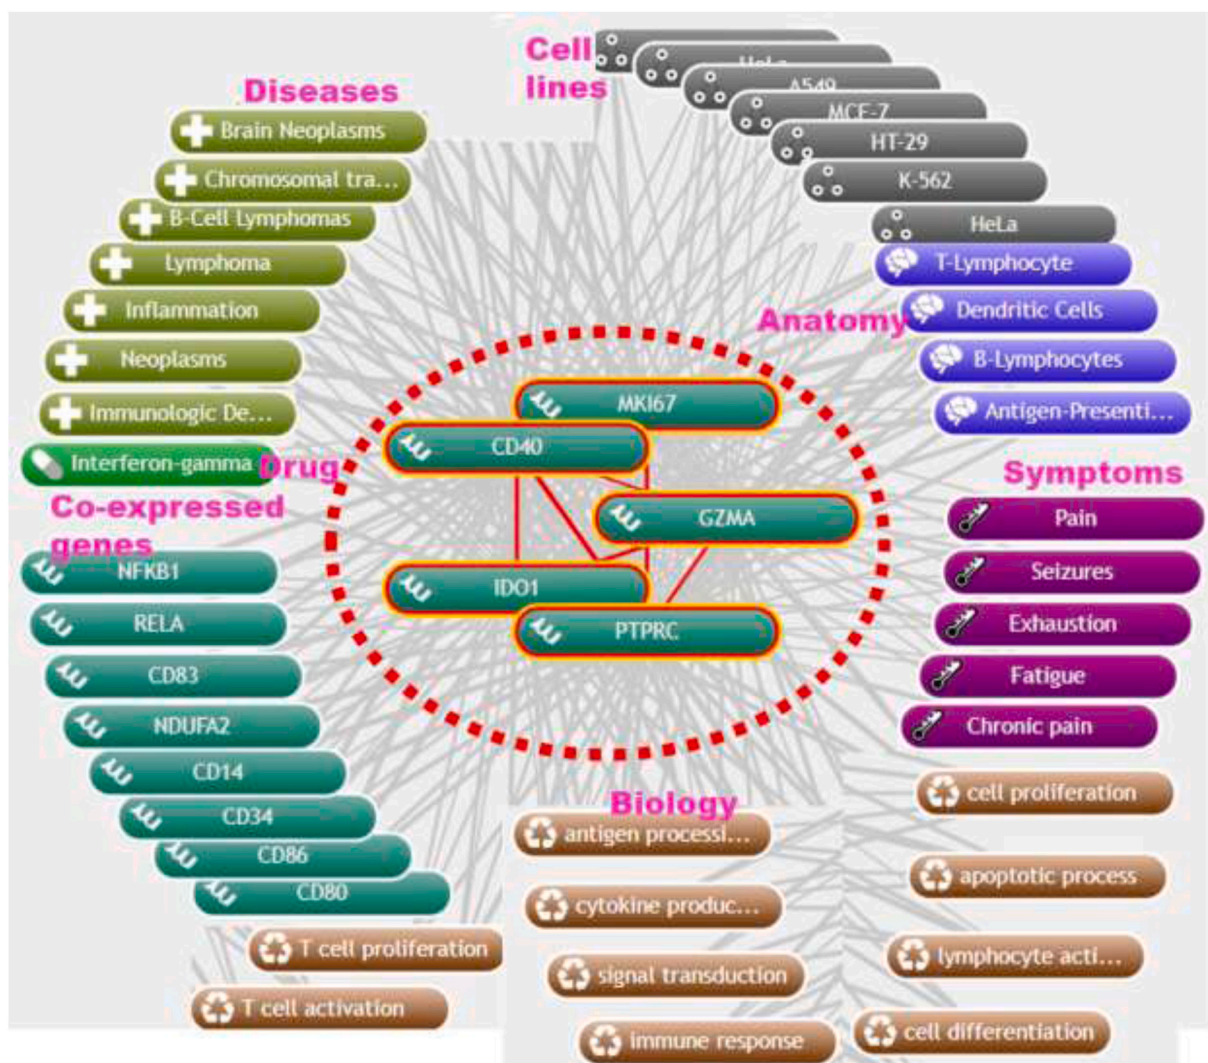 Cell
lines
HeLa
A549
MCF-7
HT-29
K-562
HeLa
Diseases
Brain Neoplasms
Chromosomal tra...
B-Cell Lymphomas
Lymphoma
Inflammation
Neoplasms
Immunologic De...
Interferon-gamma
Drug
Anatomy
T-Lymphocyte
Dendritic Cells
B-Lymphocytes
Antigen-Presenti...
MKI67
CD40
GZMA
IDO1
PTPRC
Symptoms
Pain
Seizures
Exhaustion
Fatigue
Chronic pain
Co-expressed
genes
NFKB1
RELA
CD83
NDUFA2
CD14
CD34
CD86
CD80
Biology
antigen processi...
cytokine produc...
signal transduction
immune response
cell proliferation
apoptotic process
lymphocyte acti...
cell differentiation
T cell proliferation
T cell activation